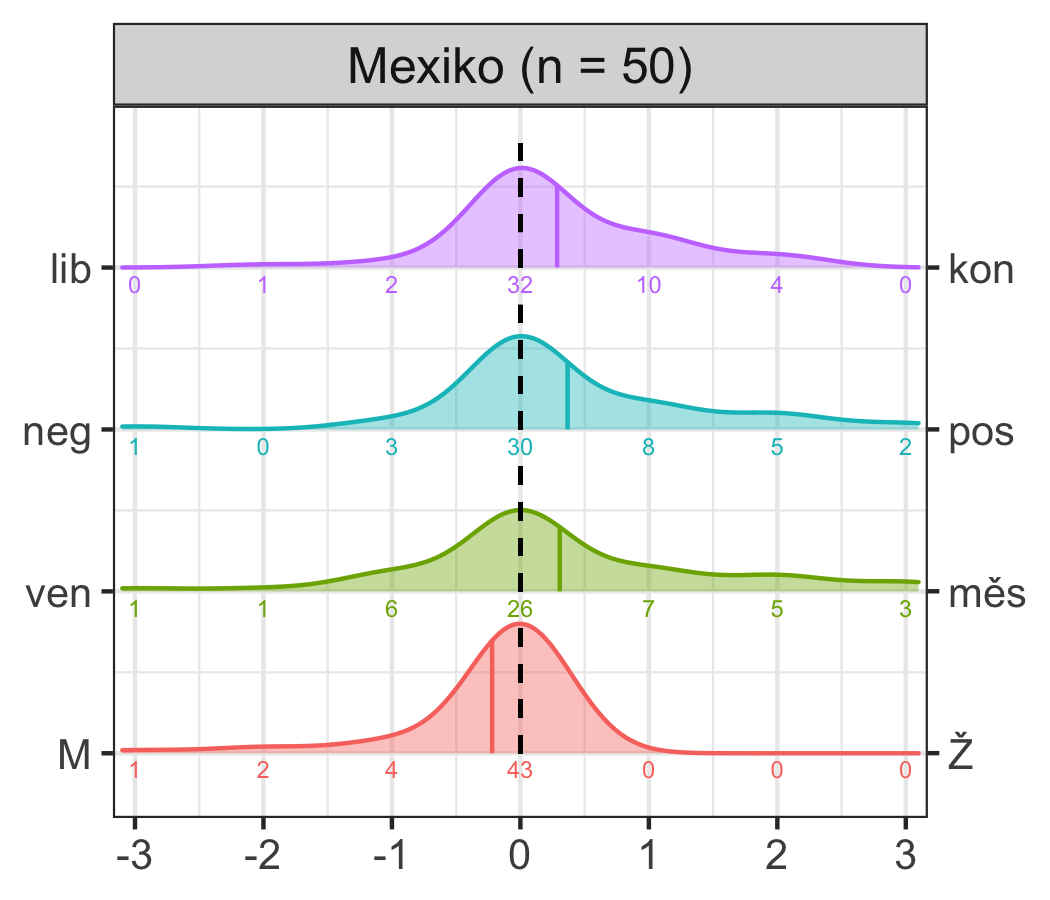 Mexiko (n = 50)
lib kon
0 1 2 32 10 4 0
neg pos
1 0 3 30 8 5 2
ven měs
1 1 6 26 7 5 3
M Ž
1 2 4 43 0 0 0
-3 -2 -1 0 1 2 3